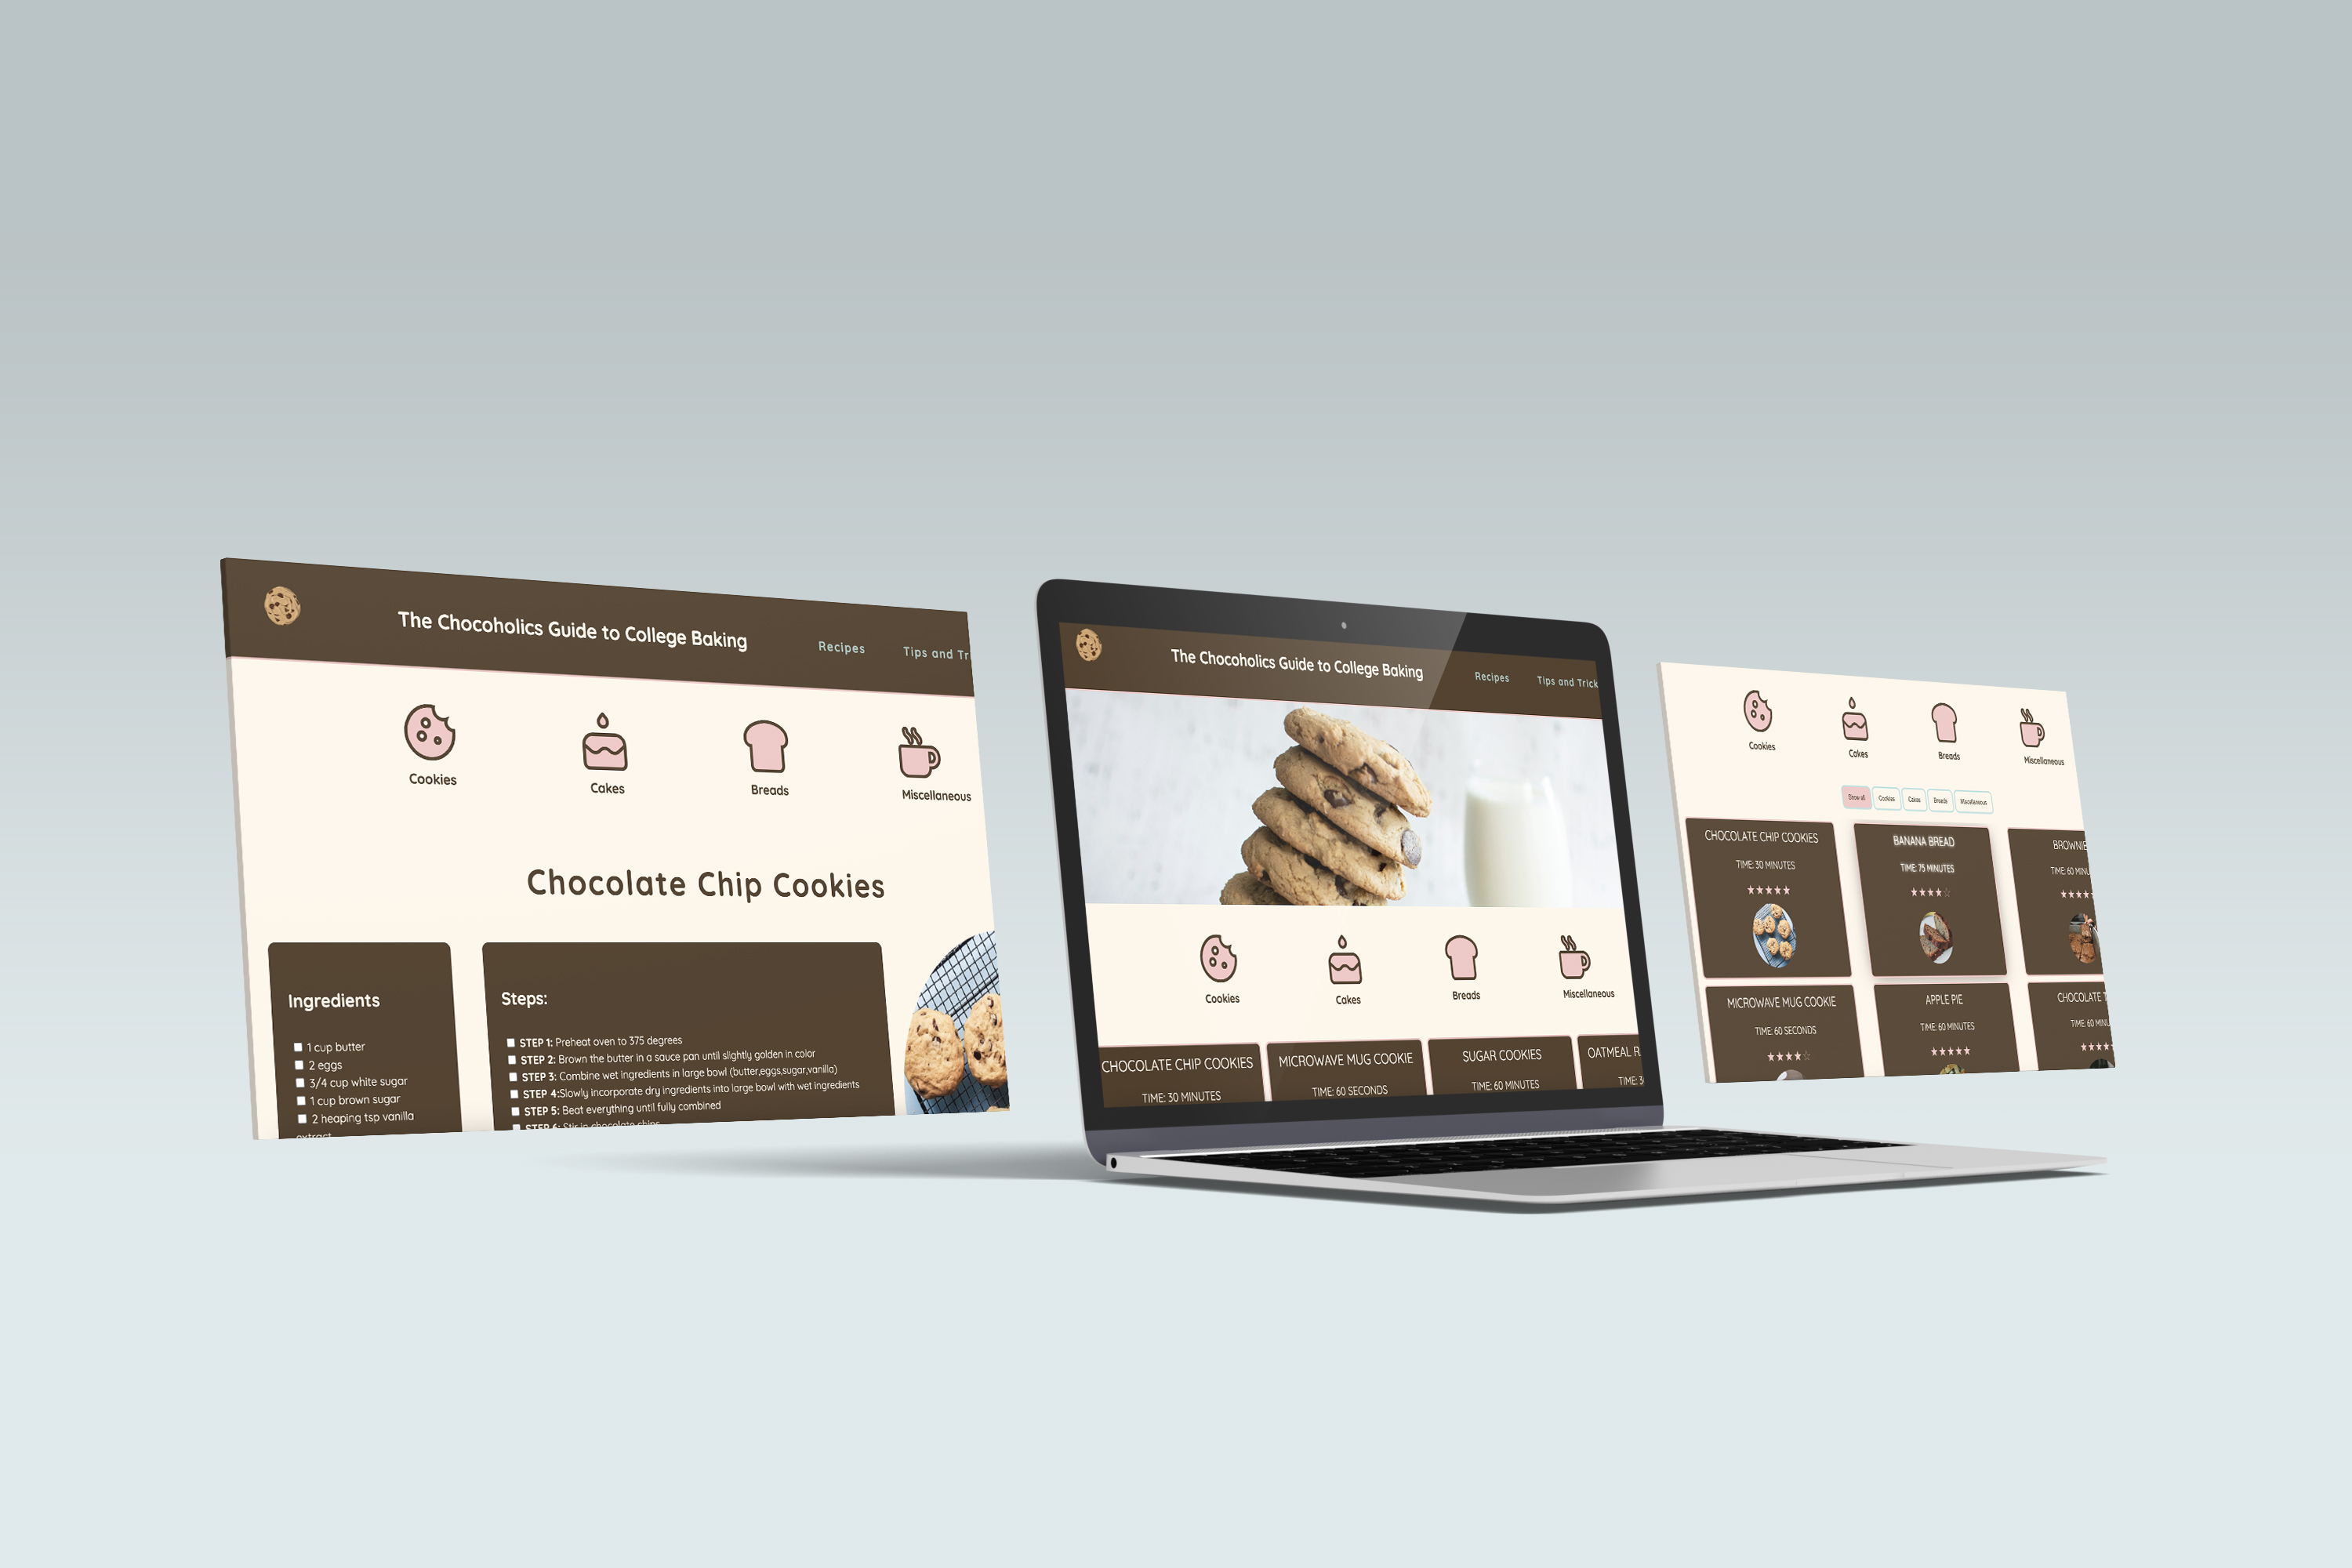 The Chocoholics Guide to College Baking
Recipes
Tips and Tr
Cookies
Cakes
Breads
Miscellaneous
Chocolate Chip Cookies
Ingredients
1 cup butter
2 eggs
3/4 cup white sugar
1 cup brown sugar
2 heaping tsp vanilla
extract
Steps:
STEP 1: Preheat oven to 375 degrees
STEP 2: Brown the butter in a sauce pan until slightly golden in color
STEP 3: Combine wet ingredients in large bowl (butter,eggs,sugar,vanilla)
STEP 4:Slowly incorporate dry ingredients into large bowl with wet ingredients
STEP 5: Beat everything until fully combined
STEP 6: Stir in chocolate chips
The Chocoholics Guide to College Baking
Recipes
Tips and Trick
Cookies
Cakes
Breads
Miscellaneous
CHOCOLATE CHIP COOKIES
TIME: 30 MINUTES
MICROWAVE MUG COOKIE
TIME: 60 SECONDS
SUGAR COOKIES
TIME: 60 MINUTES
OATMEAL R
TIME: 3
Cookies
Cakes
Breads
Miscellaneous
Show all
Cookies
Cakes
Breads
Miscellaneous
CHOCOLATE CHIP COOKIES
TIME: 30 MINUTES
★★★★★
BANANA BREAD
TIME: 75 MINUTES
★★★★☆
BROWNIE
TIME: 60 MINU
★★★★
MICROWAVE MUG COOKIE
TIME: 60 SECONDS
★★★★☆
APPLE PIE
TIME: 60 MINUTES
★★★★★
CHOCOLATE T
TIME: 60 MINU
★★★★